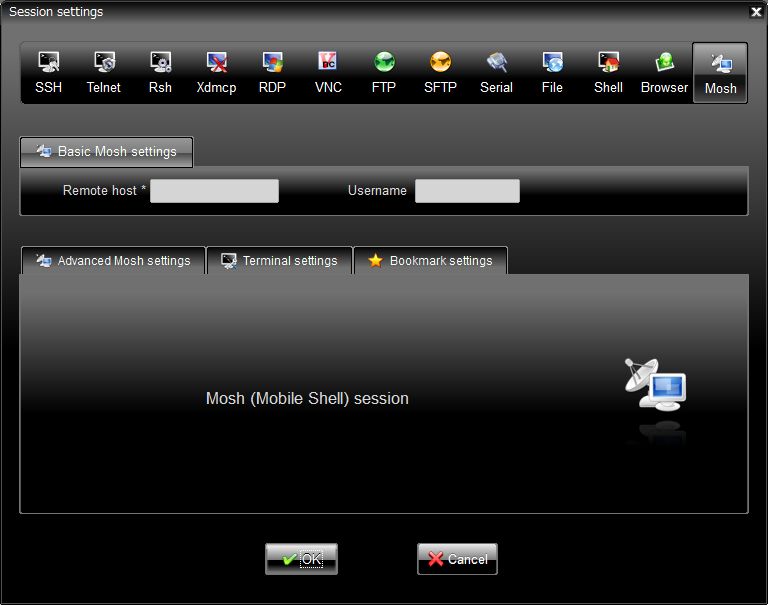 Session settings
SSH Telnet Rsh Xdmcp RDP VNC FTP SFTP Serial File Shell Browser Mosh
Basic Mosh settings
Remote host * Username
Advanced Mosh settings Terminal settings Bookmark settings
Mosh (Mobile Shell) session
OK Cancel